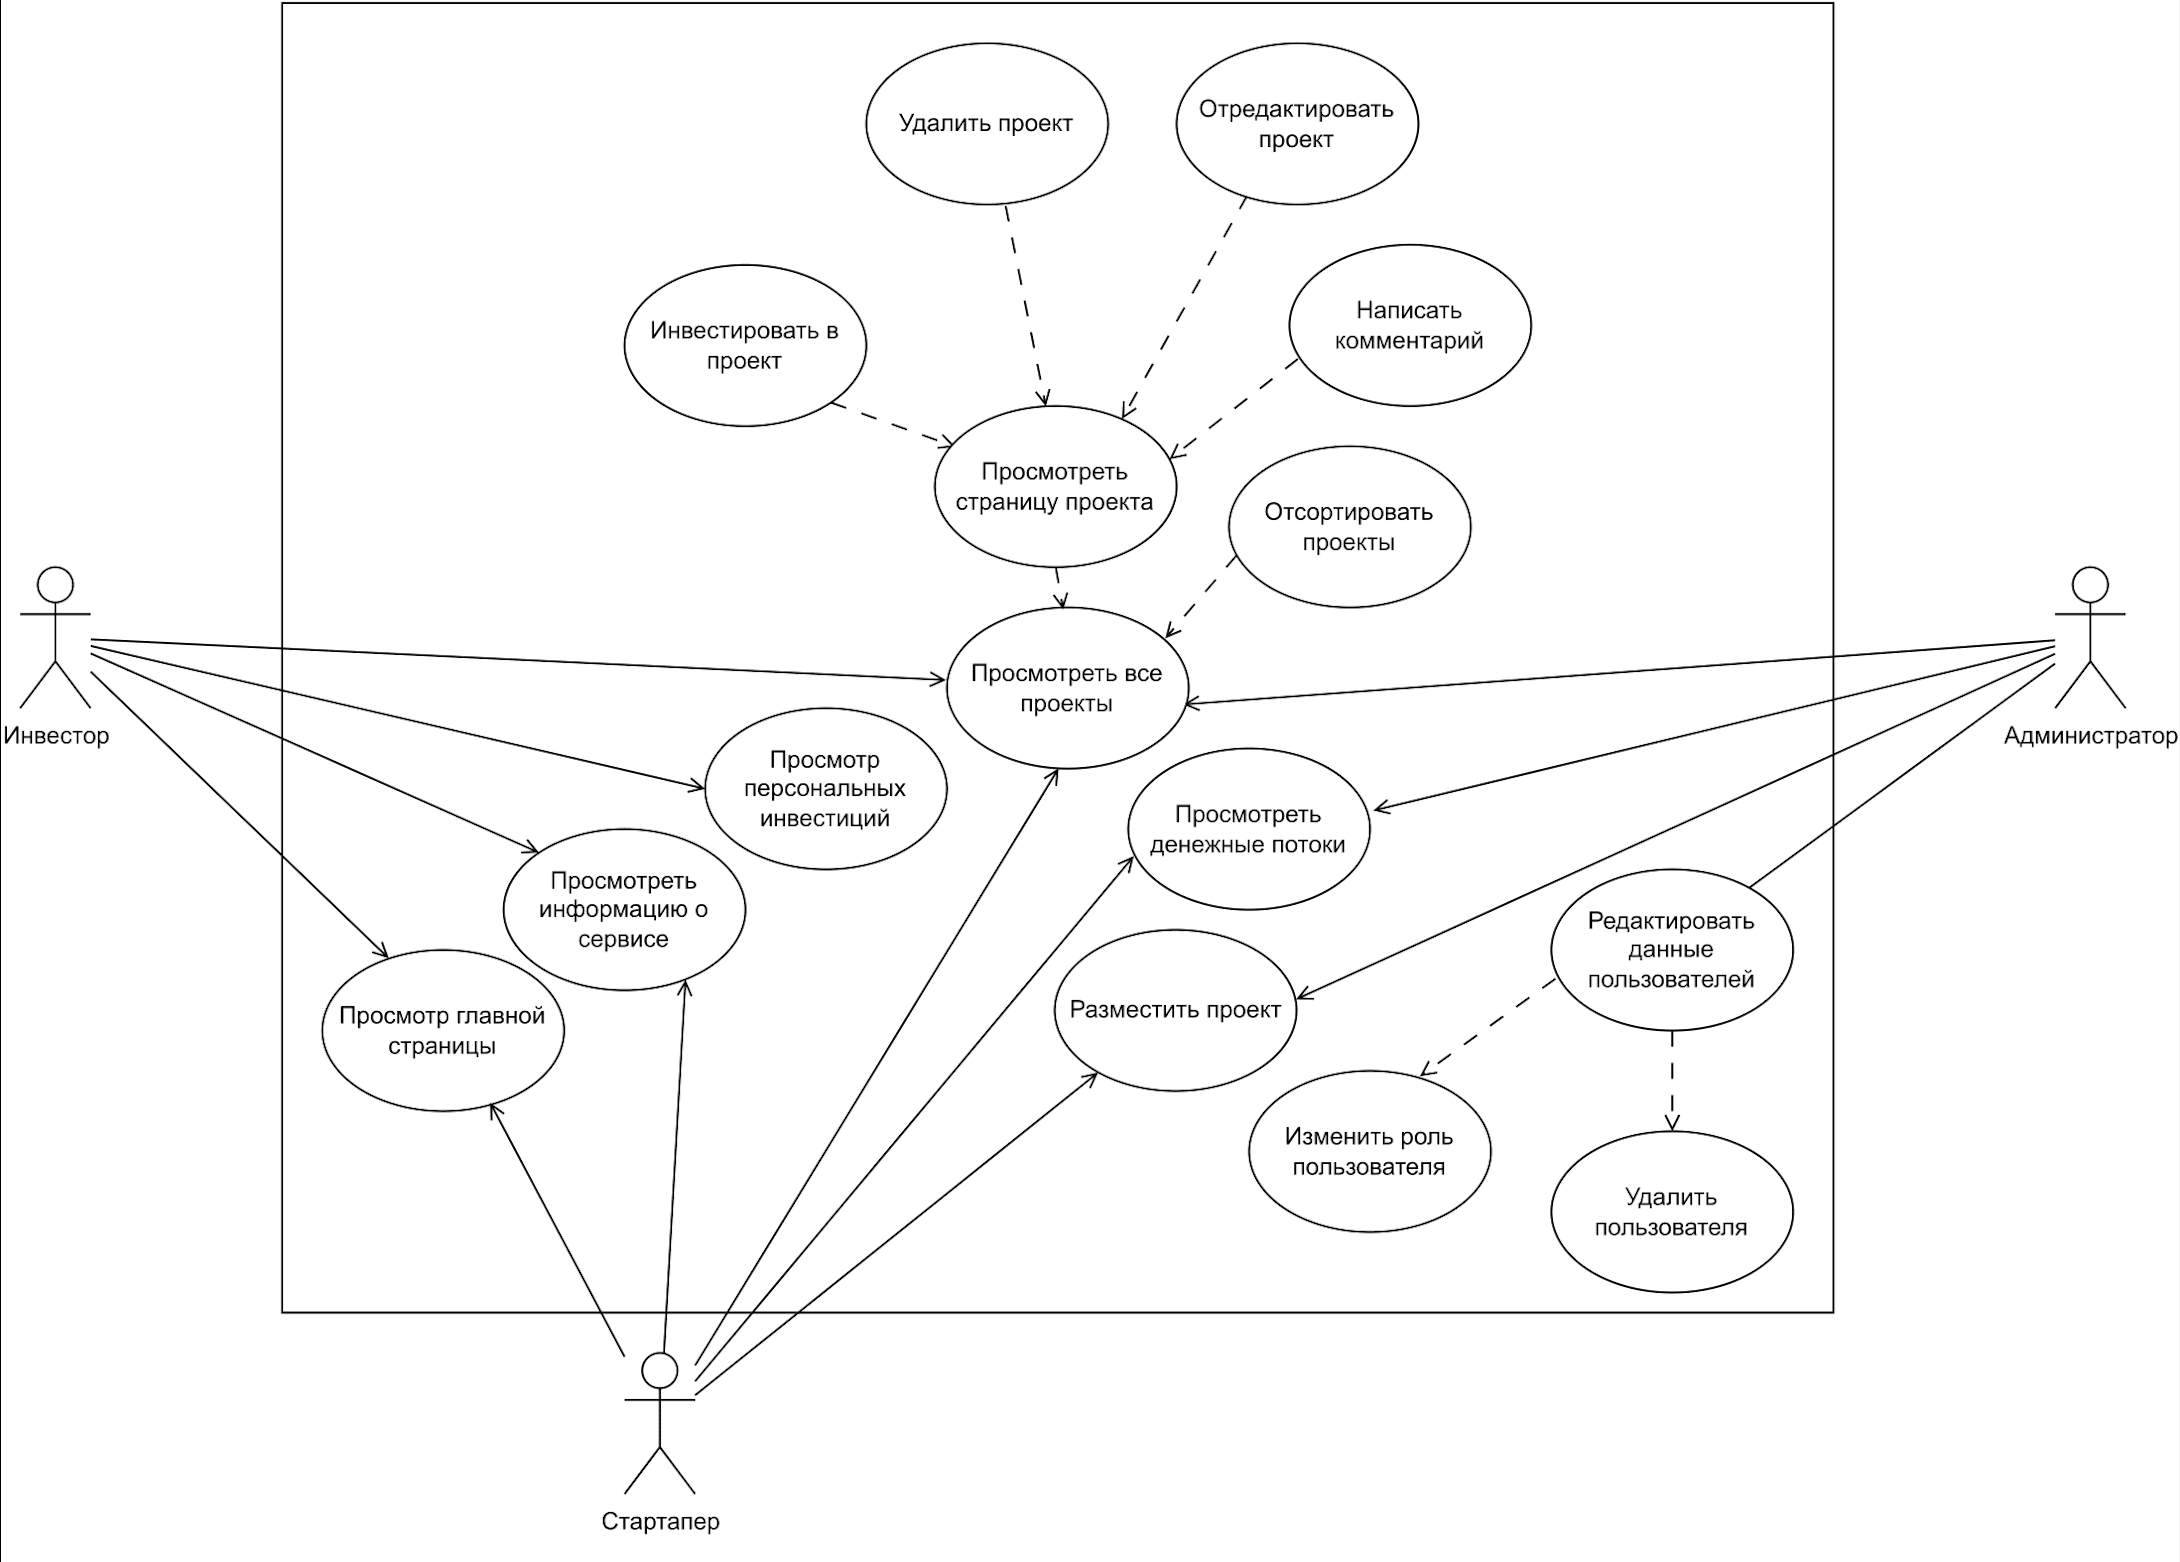 Удалить проект
Отредактировать
проект
Инвестировать в
проект
Написать
комментарий
Просмотреть
страницу проекта
Отсортировать
проекты
Просмотреть все
проекты
Инвестор
Администратор
Просмотр
персональных
инвестиций
Просмотреть
денежные потоки
Просмотреть
информацию о
сервисе
Редактировать
данные
пользователей
Просмотр главной
страницы
Разместить проект
Изменить роль
пользователя
Удалить
пользователя
Стартапер